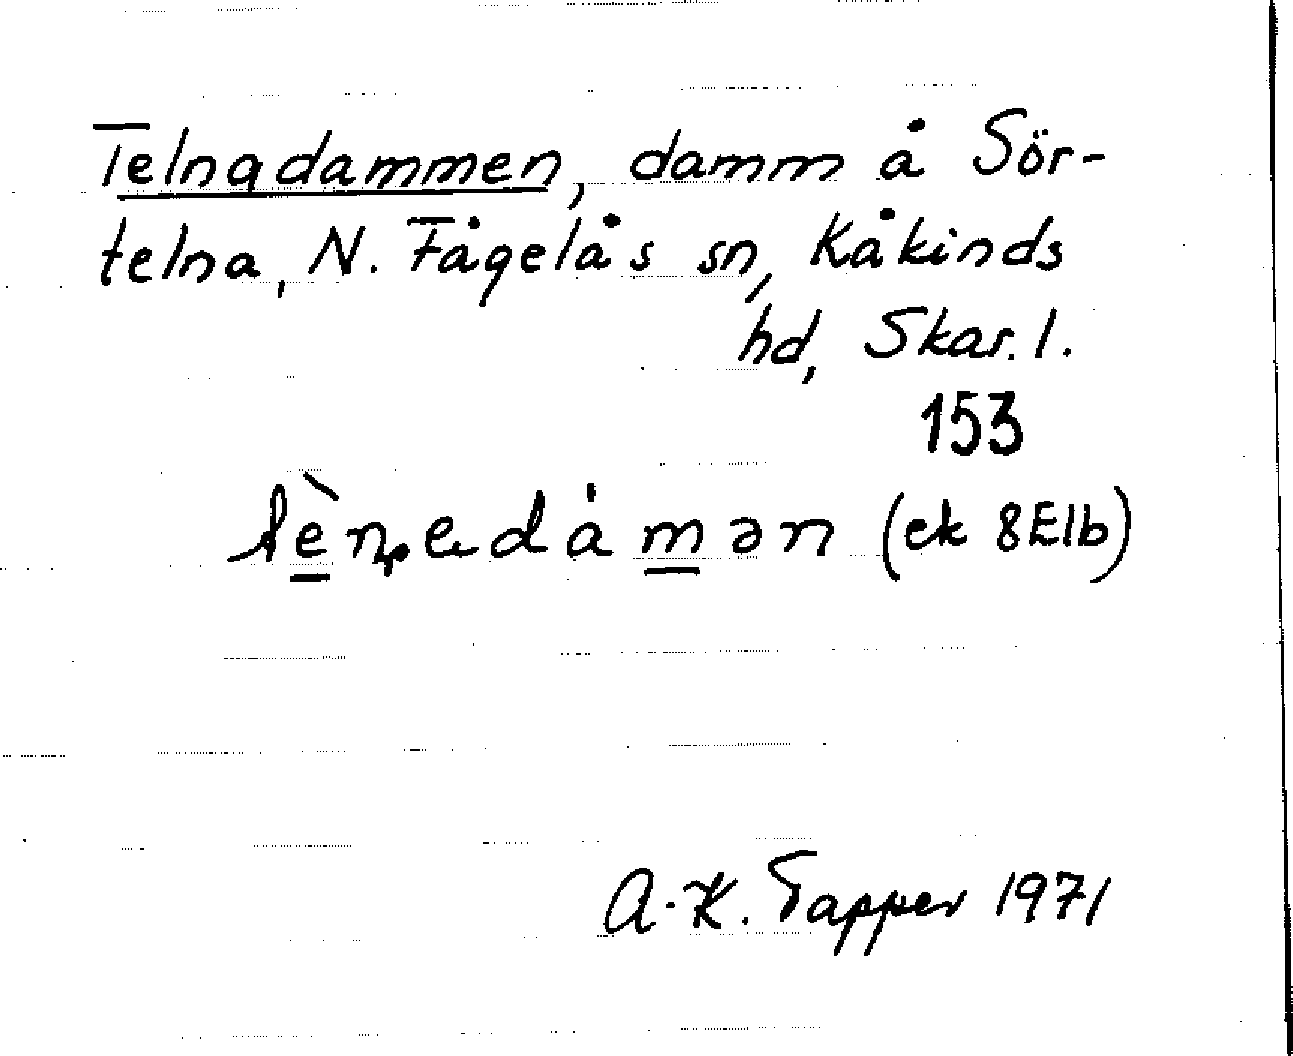 Telnadammen, damm å Sör-
telna, N. Fågelås sn, Kåkinds
hd, Skar. l.
153
(ek 8E1b)
A.-K. Tapper 1971